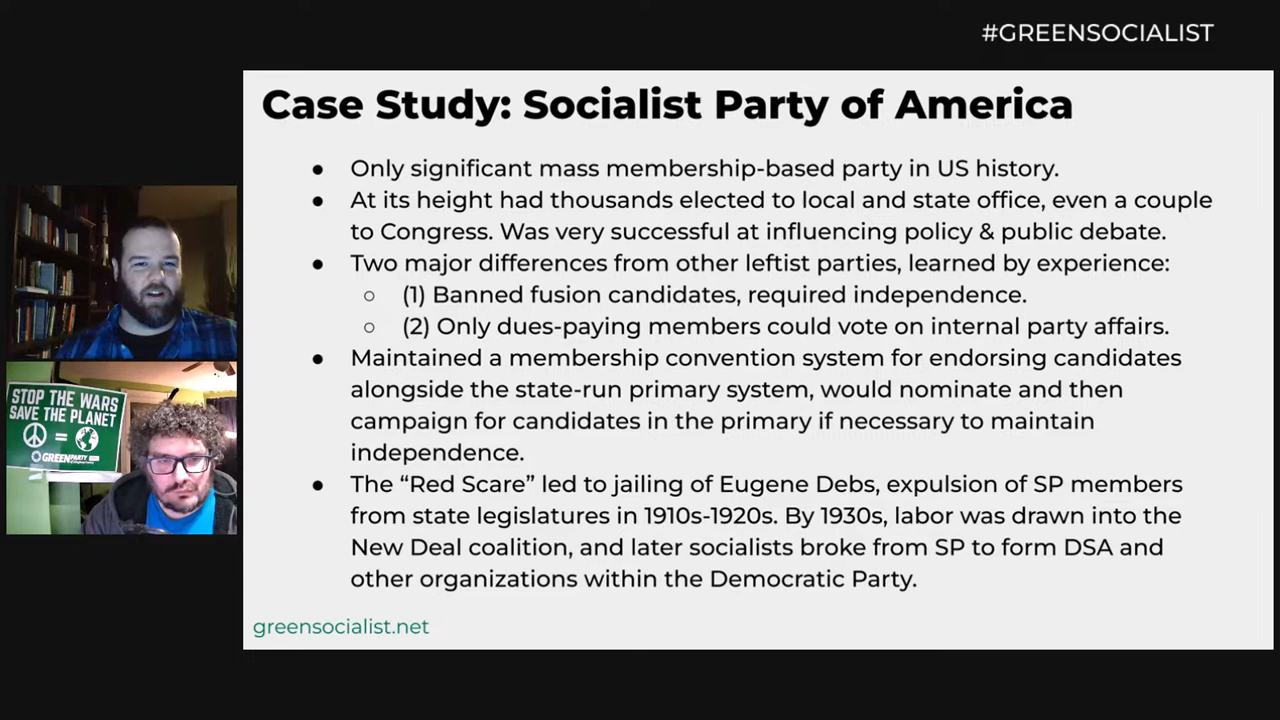 #GREENSOCIALIST
Case Study: Socialist Party of America
● Only significant mass membership-based party in US history.
● At its height had thousands elected to local and state office, even a couple
to Congress. Was very successful at influencing policy & public debate.
● Two major differences from other leftist parties, learned by experience:
○ (1) Banned fusion candidates, required independence.
○ (2) Only dues-paying members could vote on internal party affairs.
● Maintained a membership convention system for endorsing candidates
alongside the state-run primary system, would nominate and then
campaign for candidates in the primary if necessary to maintain
independence.
● The “Red Scare” led to jailing of Eugene Debs, expulsion of SP members
from state legislatures in 1910s-1920s. By 1930s, labor was drawn into the
New Deal coalition, and later socialists broke from SP to form DSA and
other organizations within the Democratic Party.
greensocialist.net
STOP THE WARS
SAVE THE PLANET
=
GREENPARTY